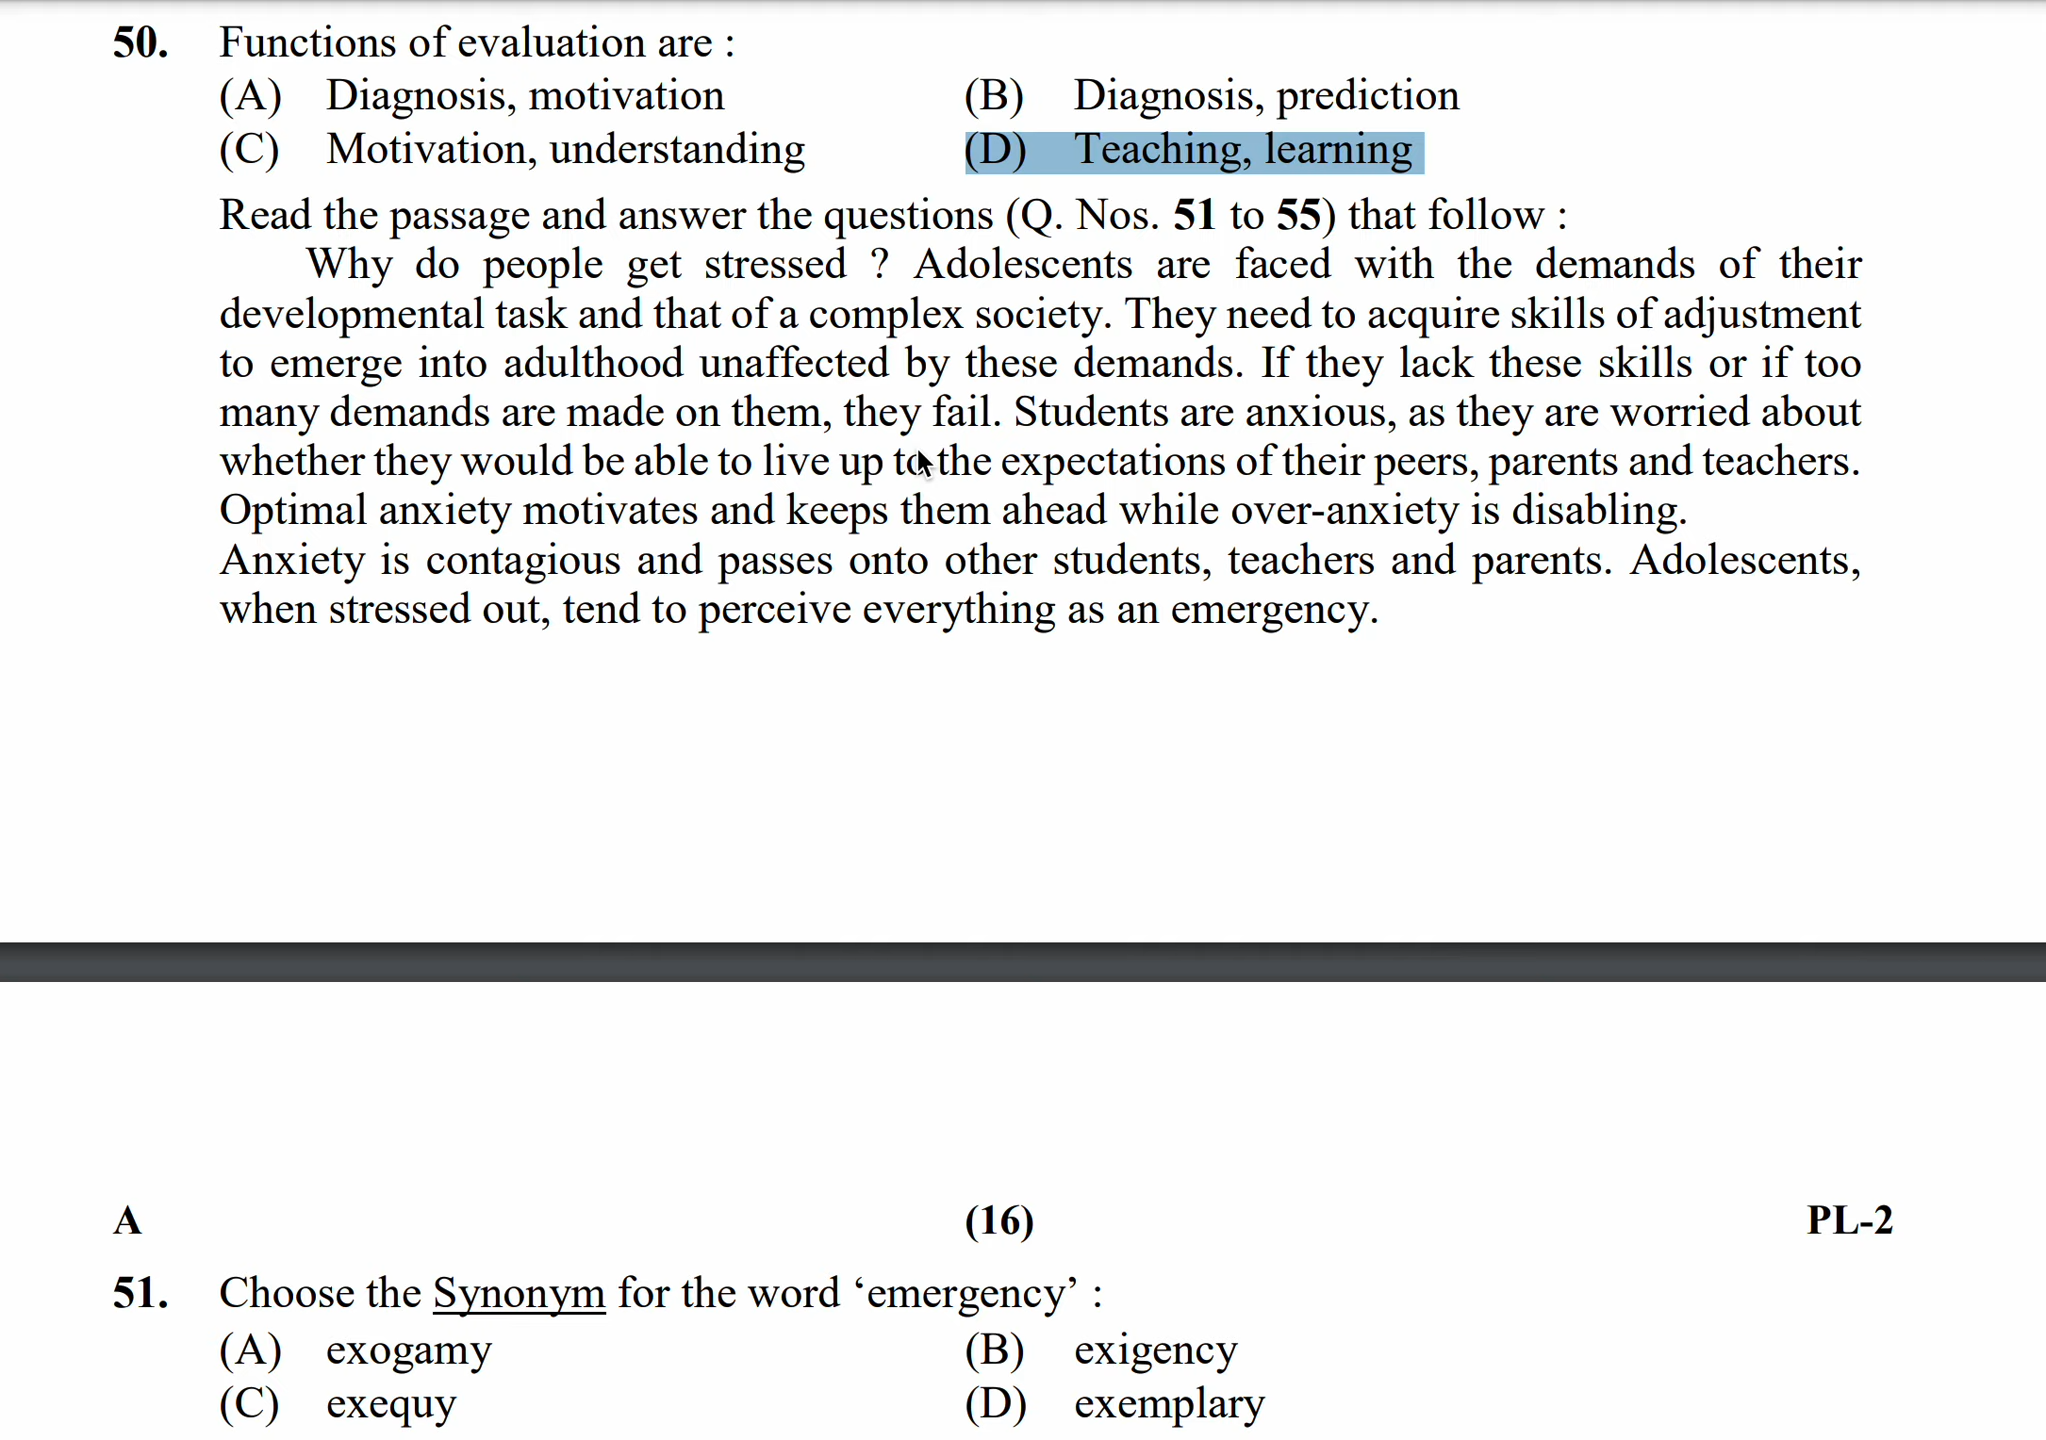 50. Functions of evaluation are :
(A) Diagnosis, motivation (B) Diagnosis, prediction
(C) Motivation, understanding (D) Teaching, learning
Read the passage and answer the questions (Q. Nos. 51 to 55) that follow :
Why do people get stressed ? Adolescents are faced with the demands of their
developmental task and that of a complex society. They need to acquire skills of adjustment
to emerge into adulthood unaffected by these demands. If they lack these skills or if too
many demands are made on them, they fail. Students are anxious, as they are worried about
whether they would be able to live up to the expectations of their peers, parents and teachers.
Optimal anxiety motivates and keeps them ahead while over-anxiety is disabling.
Anxiety is contagious and passes onto other students, teachers and parents. Adolescents,
when stressed out, tend to perceive everything as an emergency.
A (16) PL-2
51. Choose the Synonym for the word ‘emergency’ :
(A) exogamy (B) exigency
(C) exequy (D) exemplary